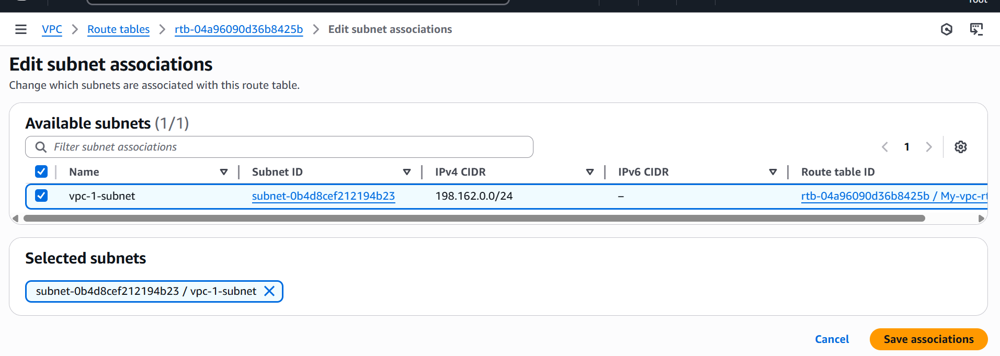 root
VPC > Route tables > rtb-04a96090d36b8425b > Edit subnet associations
Edit subnet associations
Change which subnets are associated with this route table.
Available subnets (1/1)
Filter subnet associations
1
Name Subnet ID IPv4 CIDR IPv6 CIDR Route table ID
vpc-1-subnet subnet-0b4d8cef212194b23 198.162.0.0/24 – rtb-04a96090d36b8425b / My-vpc-rt
Selected subnets
subnet-0b4d8cef212194b23 / vpc-1-subnet
Cancel Save associations